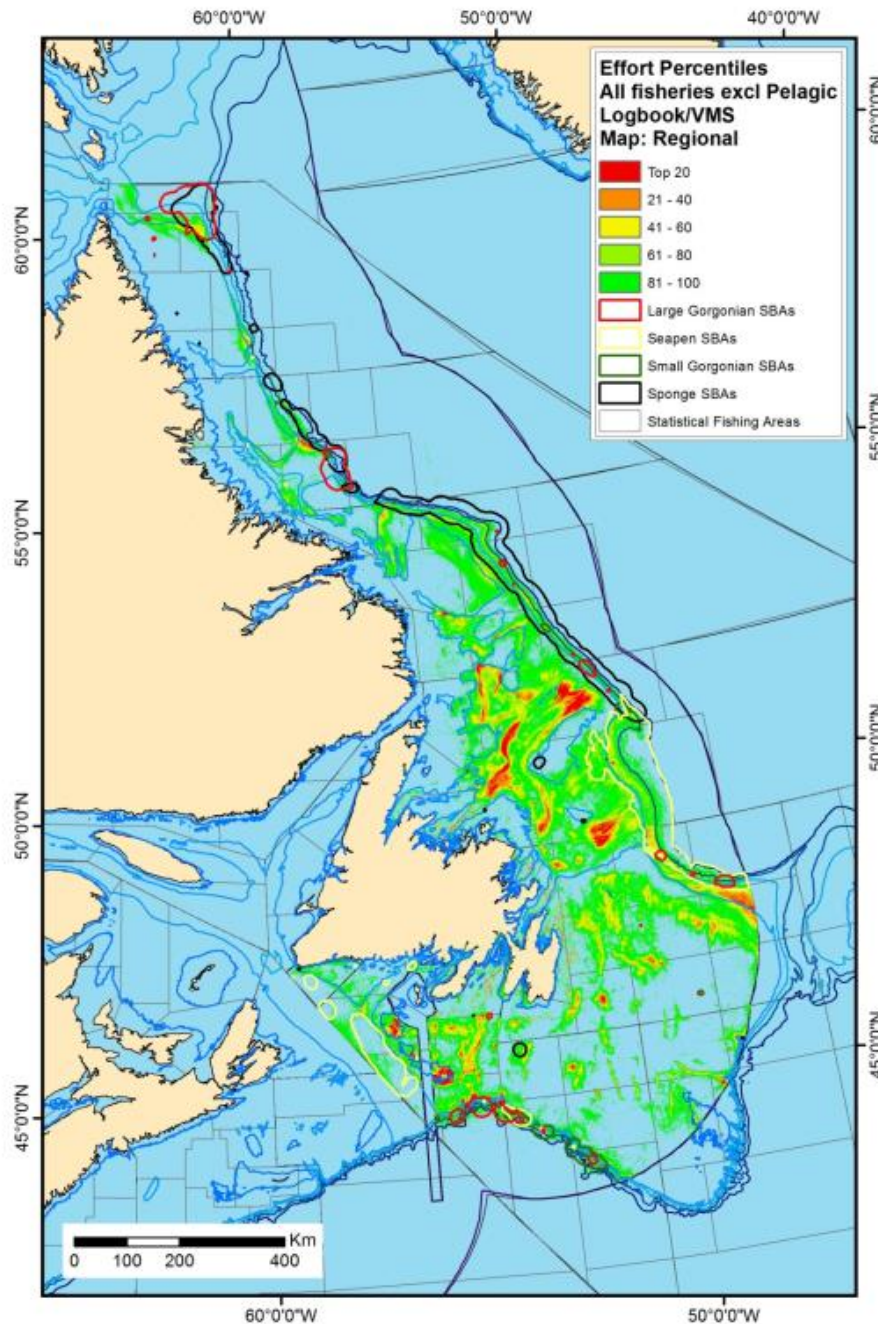 60°0'0"W
50°0'0"W
40°0'0"W
Effort Percentiles
All fisheries excl Pelagic
Logbook/VMS
Map: Regional
Top 20
21 - 40
41 - 60
61 - 80
81 - 100
Large Gorgonian SBAs
Seapen SBAs
Small Gorgonian SBAs
Sponge SBAs
Statistical Fishing Areas
60°0'0"N
60°0'0"N
55°0'0"N
55°0'0"N
50°0'0"N
50°0'0"N
45°0'0"N
45°0'0"N
Km
0 100 200 400
60°0'0"W
50°0'0"W